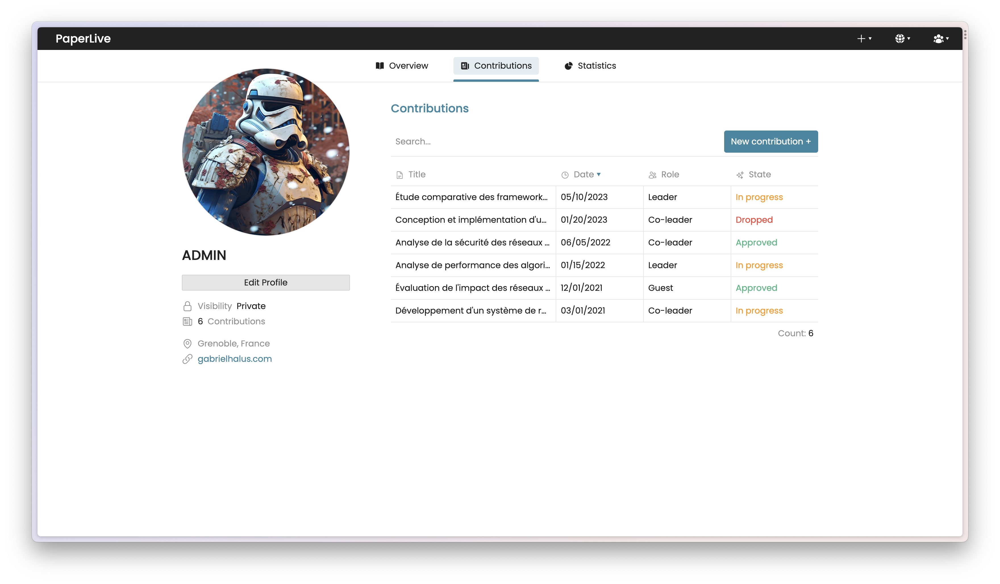 PaperLive
Overview
Contributions
Statistics
ADMIN
Edit Profile
Visibility Private
6 Contributions
Grenoble, France
gabrielhalus.com
Contributions
Search...
New contribution +
Title Date Role State
Étude comparative des framework... 05/10/2023 Leader In progress
Conception et implémentation d'u... 01/20/2023 Co-leader Dropped
Analyse de la sécurité des réseaux ... 06/05/2022 Co-leader Approved
Analyse de performance des algori... 01/15/2022 Leader In progress
Évaluation de l'impact des réseaux ... 12/01/2021 Guest Approved
Développement d'un système de r... 03/01/2021 Co-leader In progress
Count: 6